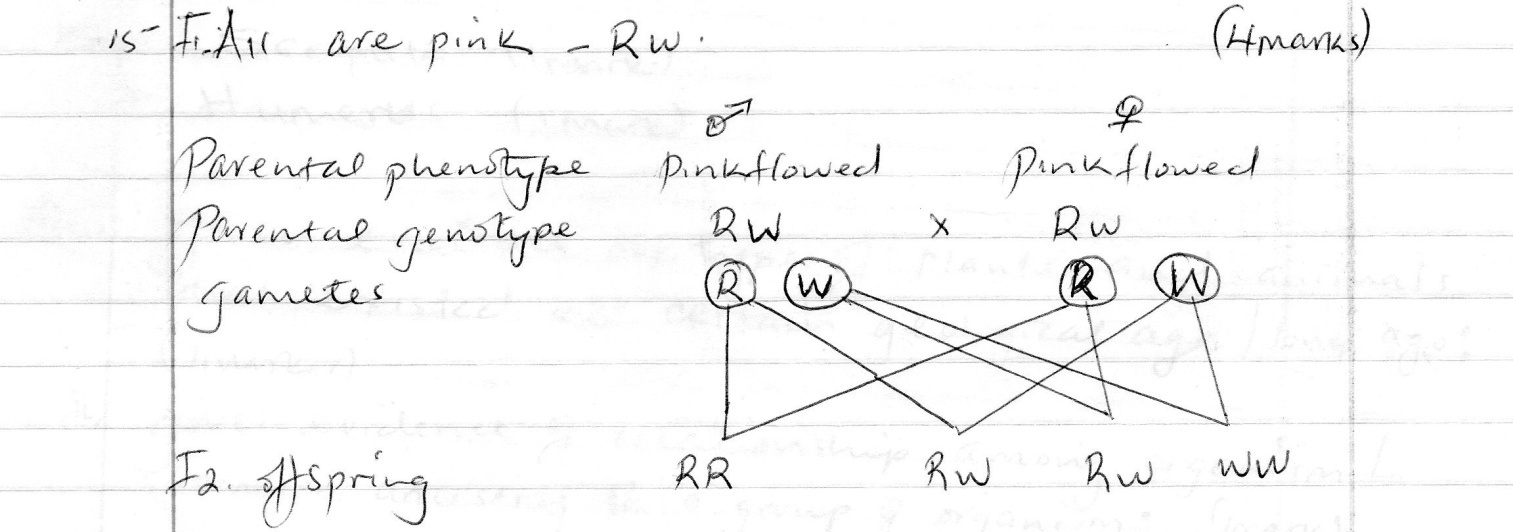 15- F1. All are pink - RW. (4marks)
♂ ♀
Parental phenotype Pinkflowed Pinkflowed
Parental genotype RW x RW
gametes R W R W
F2. offspring RR RW RW WW